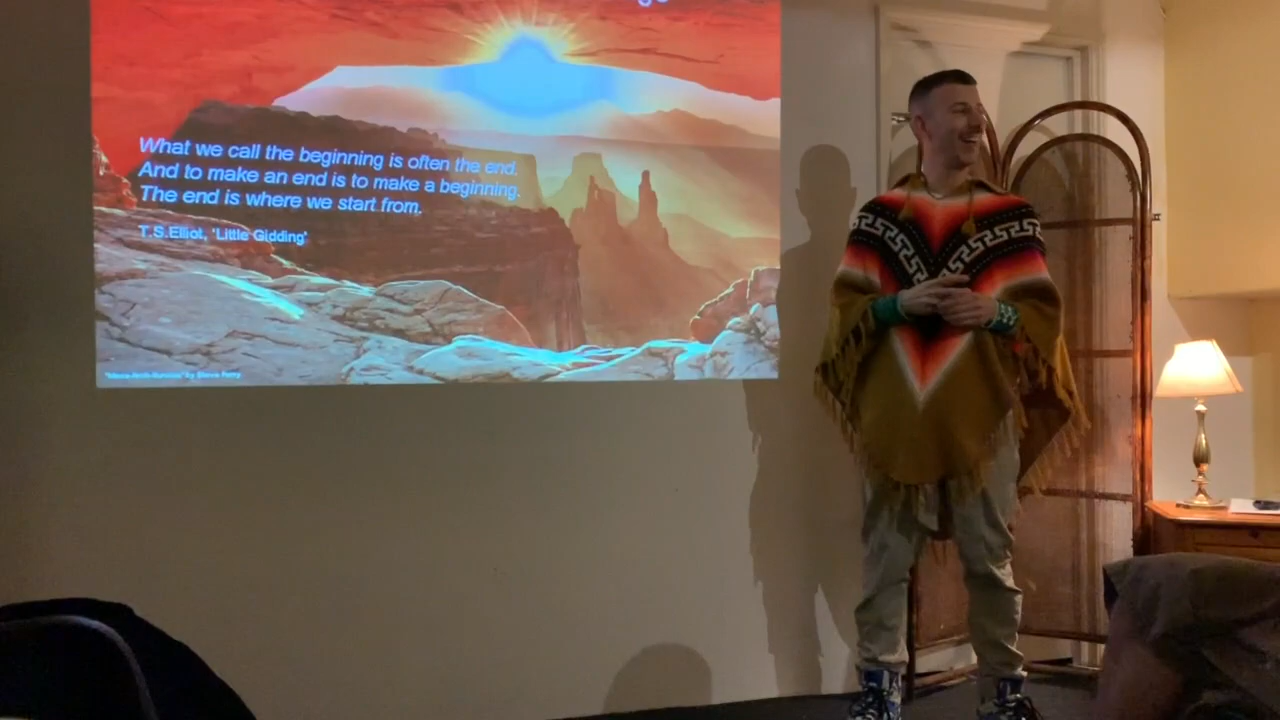 What we call the beginning is often the end.
And to make an end is to make a beginning.
The end is where we start from.
T.S.Elliot, 'Little Gidding'